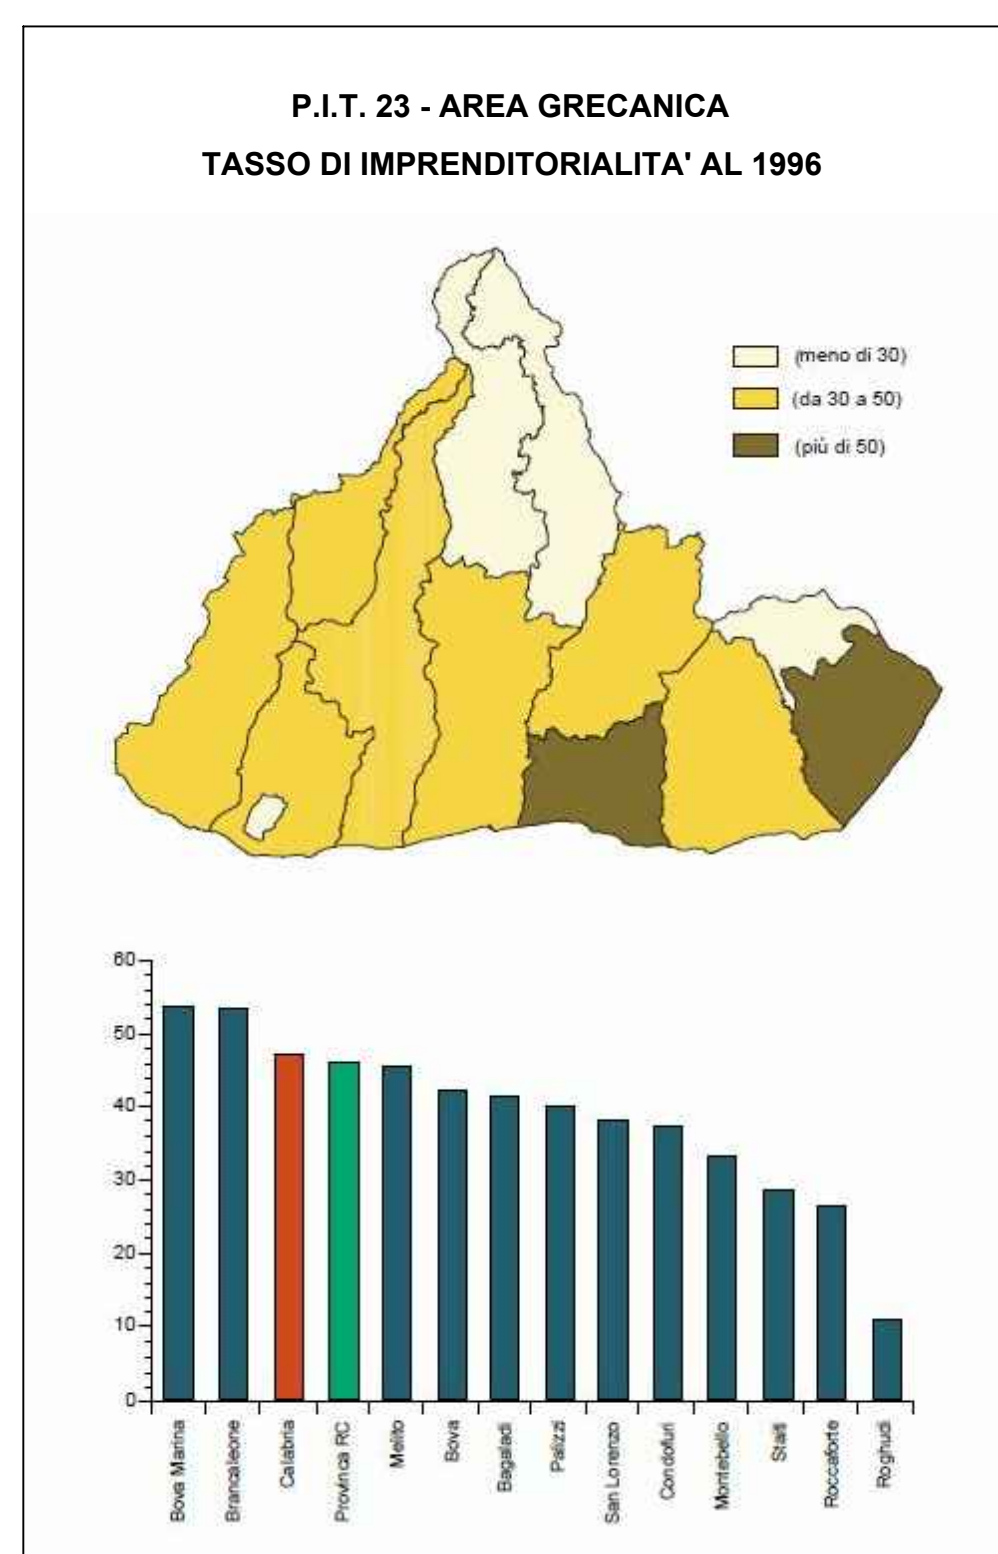 P.I.T. 23 - AREA GRECANICA
TASSO DI IMPRENDITORIALITA' AL 1996
(meno di 30)
(da 30 a 50)
(più di 50)
60
50
40
30
20
10
0
Bova Marina
Brancaleone
Calabria
Provinca RC
Melito
Bova
Bagaladi
Palizzi
San Lorenzo
Condofuri
Montebello
Staiti
Roccaforte
Roghudi